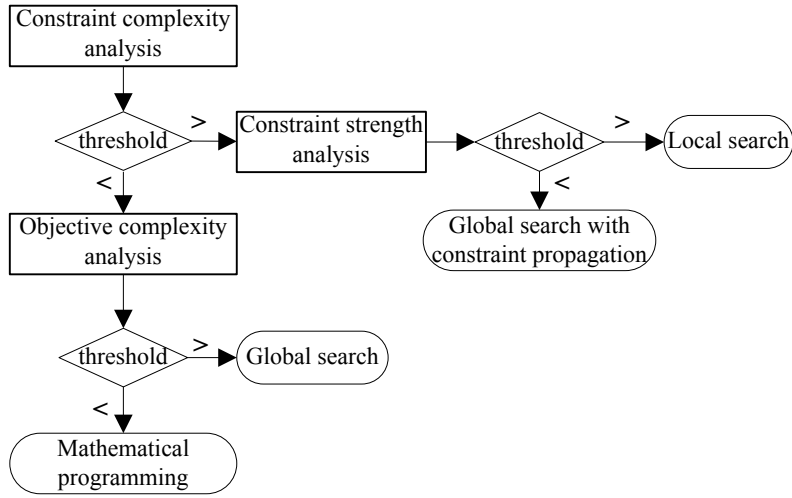 Constraint complexity
analysis
threshold
>
Constraint strength
analysis
threshold
>
Local search
<
Global search with
constraint propagation
<
Objective complexity
analysis
threshold
>
Global search
<
Mathematical
programming